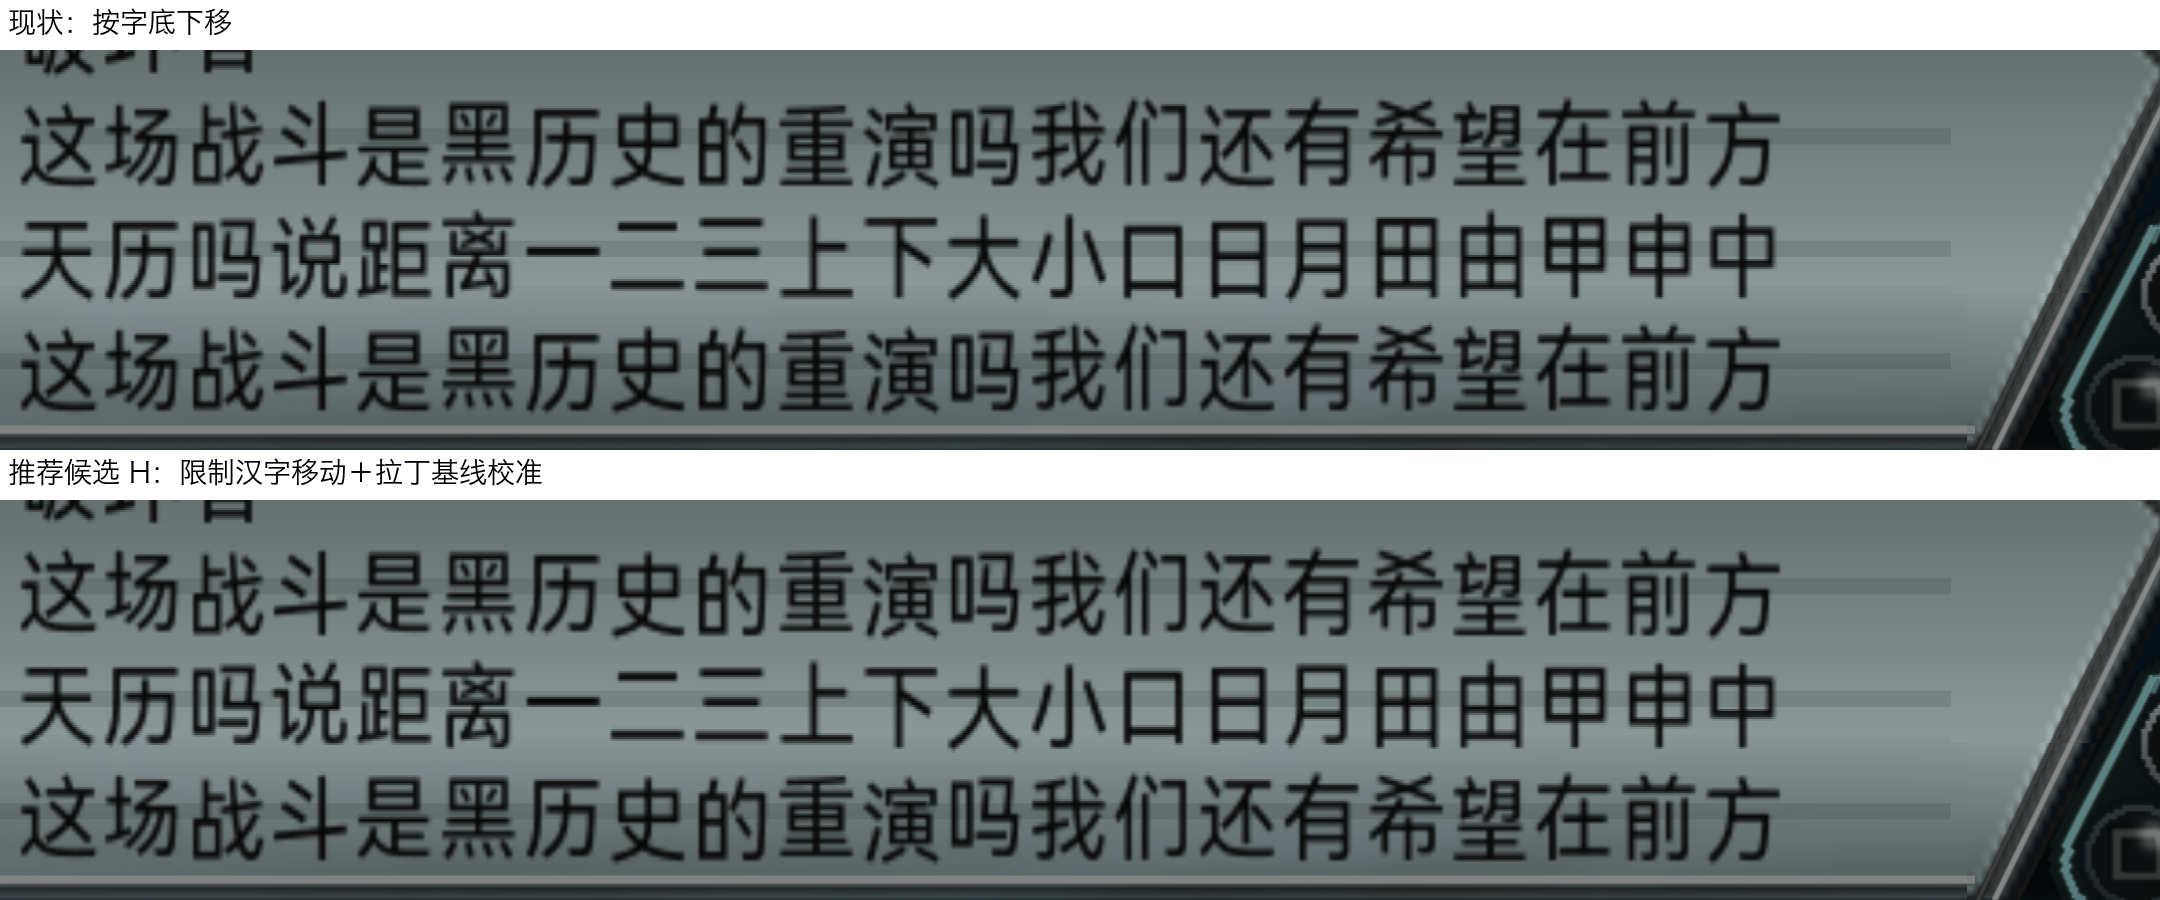 现状：按字底下移
这场战斗是黑历史的重演吗我们还有希望在前方
天历吗说距离一二三上下大小口日月田由甲申中
这场战斗是黑历史的重演吗我们还有希望在前方
推荐候选 H：限制汉字移动＋拉丁基线校准
这场战斗是黑历史的重演吗我们还有希望在前方
天历吗说距离一二三上下大小口日月田由甲申中
这场战斗是黑历史的重演吗我们还有希望在前方